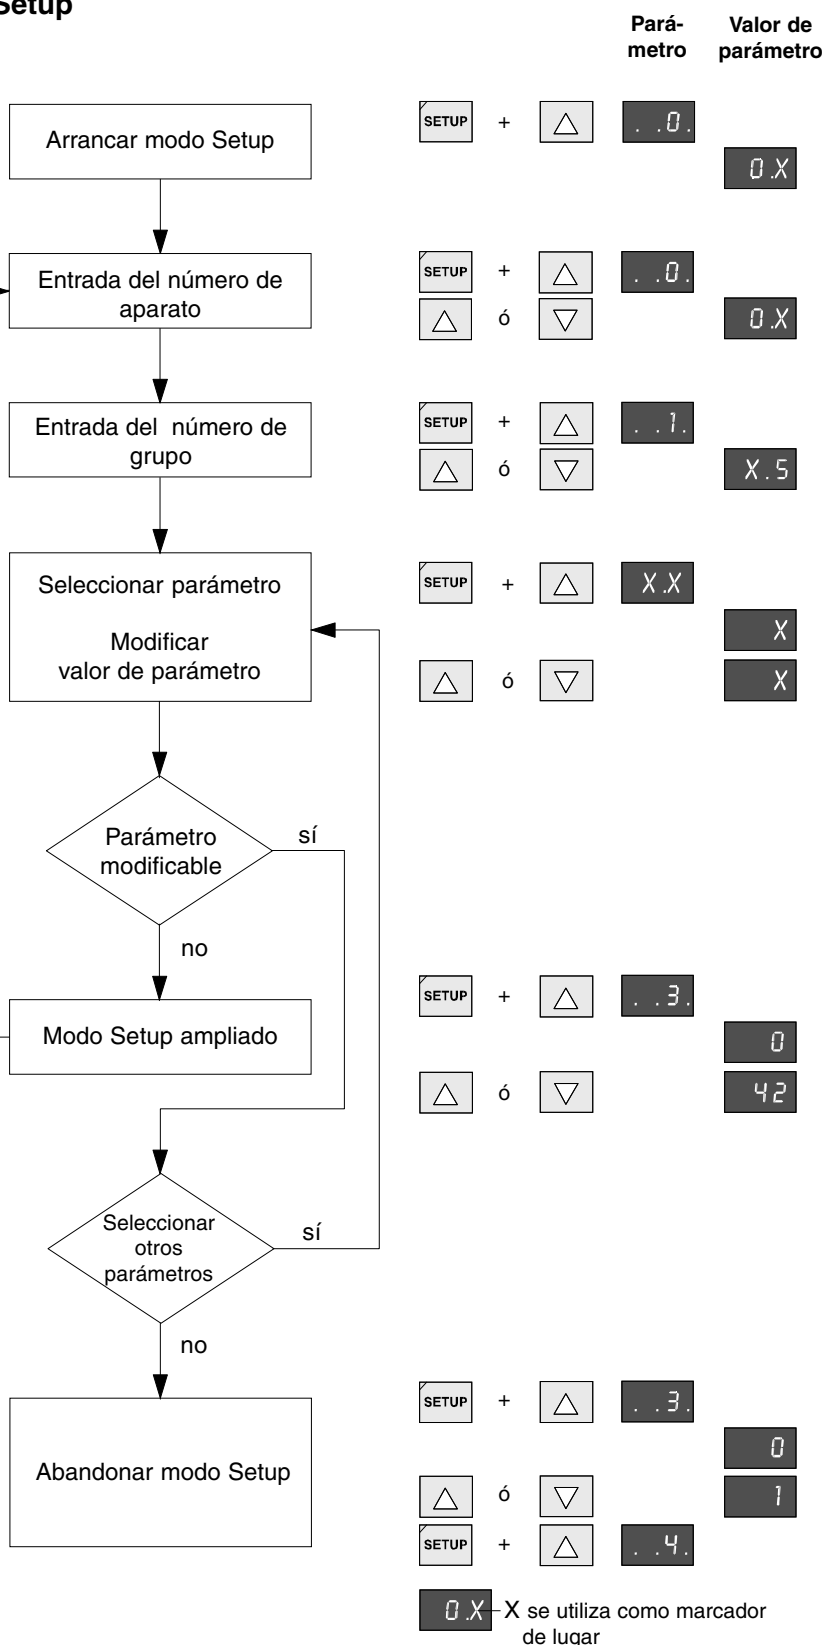 Setup
Pará-
metro
Valor de
parámetro
Arrancar modo Setup
SETUP + . .0.
0.X
Entrada del número de
aparato
SETUP + . .0.
ó 0.X
Entrada del número de
grupo
SETUP + . .1.
ó X.5
Seleccionar parámetro
Modificar
valor de parámetro
SETUP + X.X
X
ó X
Parámetro
modificable
sí
no
Modo Setup ampliado
SETUP + . .3.
0
ó 42
Seleccionar
otros
parámetros
sí
no
Abandonar modo Setup
SETUP + . .3.
0
ó 1
SETUP + . .4.
0.X X se utiliza como marcador
de lugar